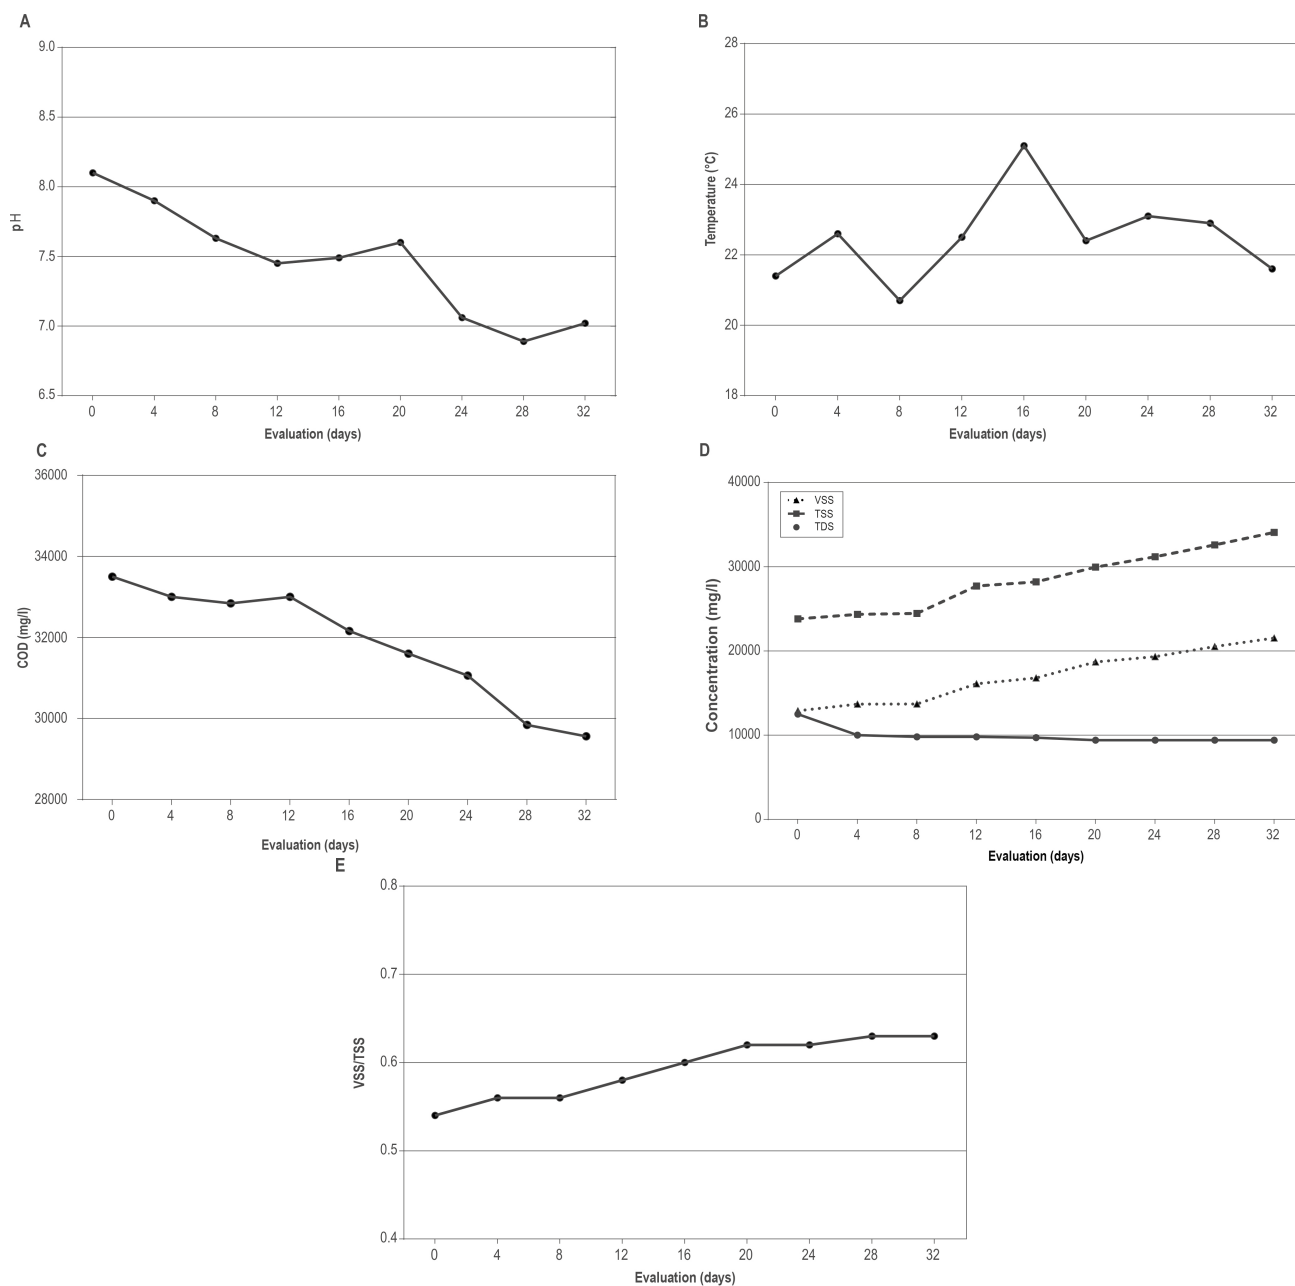 A
9.0
8.5
8.0
7.5
7.0
6.5
pH
0 4 8 12 16 20 24 28 32
Evaluation (days)
B
28
26
24
22
20
18
Temperature (°C)
0 4 8 12 16 20 24 28 32
Evaluation (days)
C
36000
34000
32000
30000
28000
COD (mg/l)
0 4 8 12 16 20 24 28 32
Evaluation (days)
D
40000
30000
20000
10000
0
Concentration (mg/l)
VSS
TSS
TDS
0 4 8 12 16 20 24 28 32
Evaluation (days)
E
0.8
0.7
0.6
0.5
0.4
VSS/TSS
0 4 8 12 16 20 24 28 32
Evaluation (days)